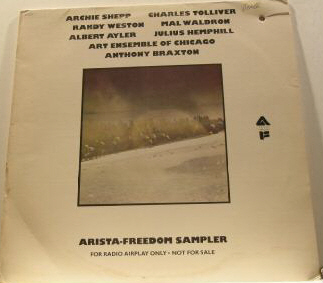 ARCHIE SHEPP CHARLES TOLLIVER
RANDY WESTON MAL WALDRON
ALBERT AYLER JULIUS HEMPHILL
ART ENSEMBLE OF CHICAGO
ANTHONY BRAXTON
AF
ARISTA-FREEDOM SAMPLER
FOR RADIO AIRPLAY ONLY • NOT FOR SALE